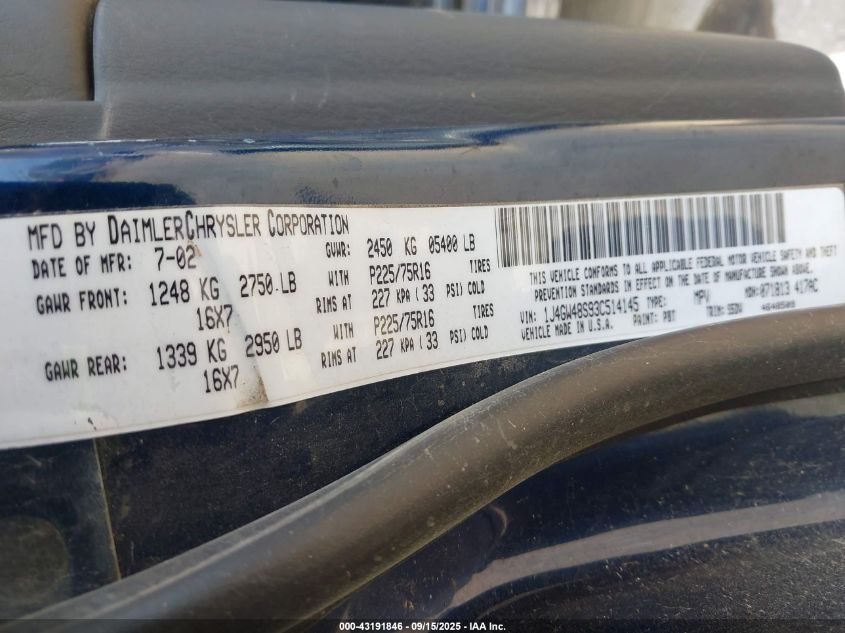 MFD BY DAIMLERCHRYSLER CORPORATION
DATE OF MFR: 7-02 GVWR: 2450 KG 05400 LB
GAWR FRONT: 1248 KG 2750 LB WITH P225/75R16 TIRES
16X7 RIMS AT 227 KPA ( 33 PSI) COLD
GAWR REAR: 1339 KG 2950 LB WITH P225/75R16 TIRES
16X7 RIMS AT 227 KPA ( 33 PSI) COLD
THIS VEHICLE CONFORMS TO ALL APPLICABLE FEDERAL MOTOR VEHICLE SAFETY AND THEFT
PREVENTION STANDARDS IN EFFECT ON THE DATE OF MANUFACTURE SHOWN ABOVE.
VIN: 1J4GW48S93C514145 TYPE: MPV MDH: 071813 417AC
VEHICLE MADE IN U.S.A. PAINT: PBT TRIM:
000-43191846 - 09/15/2025 - IAA Inc.